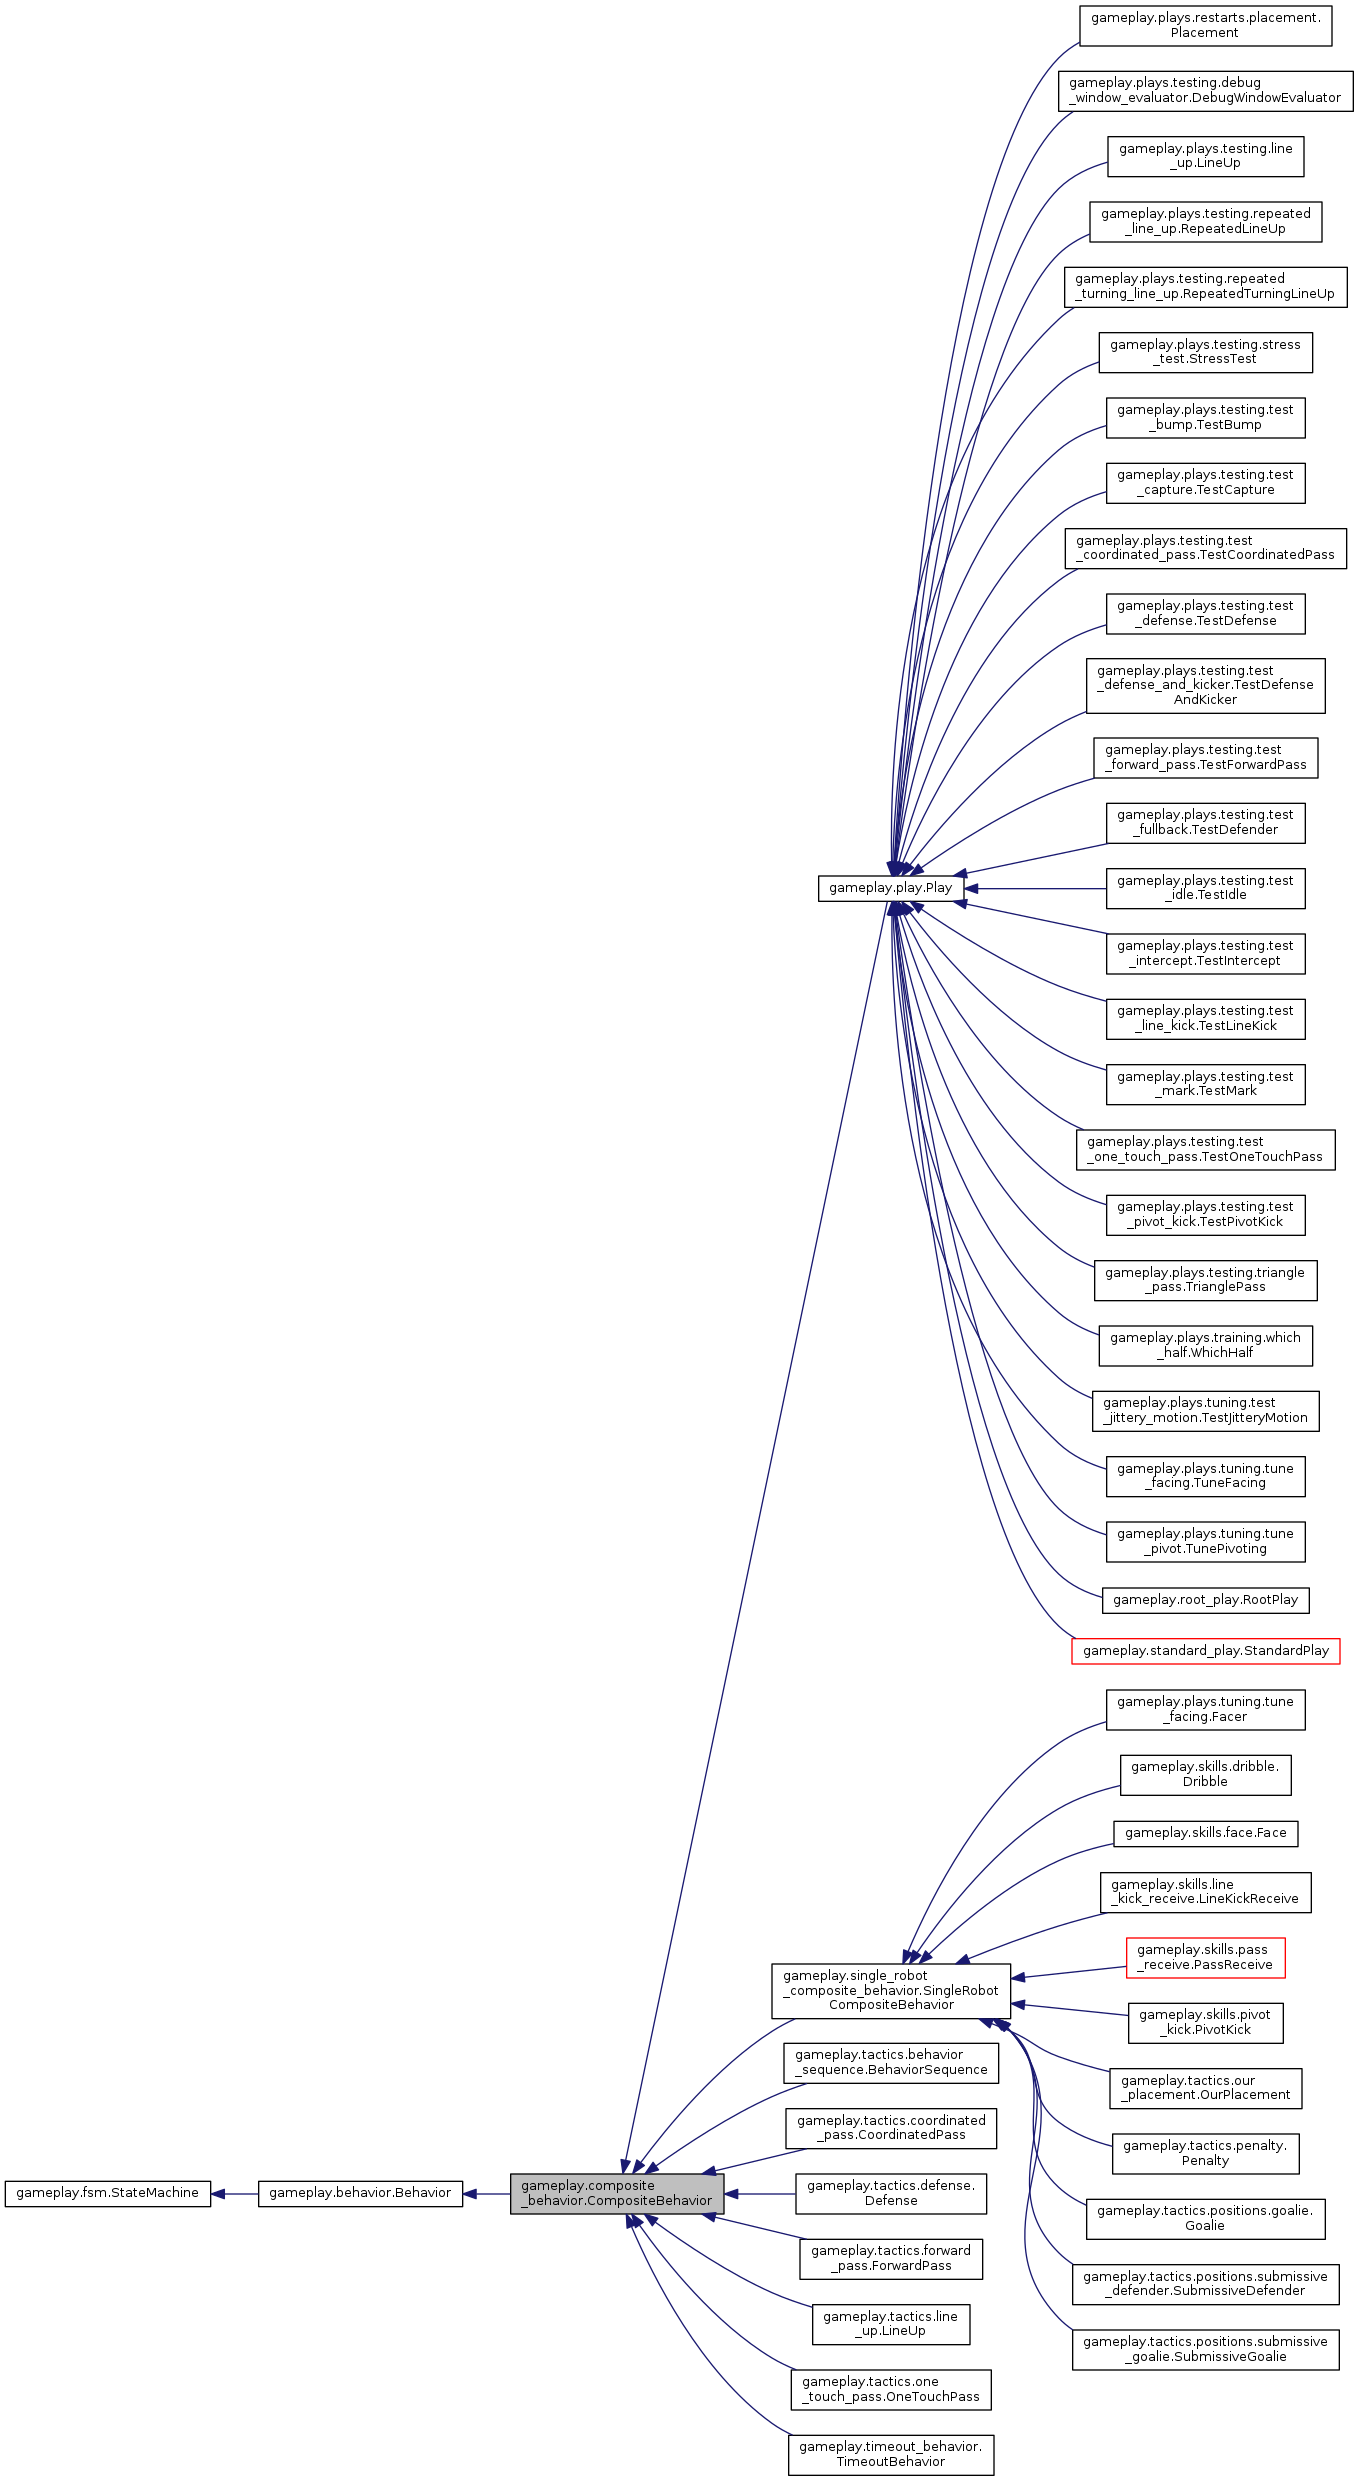 gameplay.plays.restarts.placement.
Placement
gameplay.plays.testing.debug
_window_evaluator.DebugWindowEvaluator
gameplay.plays.testing.line
_up.LineUp
gameplay.plays.testing.repeated
_line_up.RepeatedLineUp
gameplay.plays.testing.repeated
_turning_line_up.RepeatedTurningLineUp
gameplay.plays.testing.stress
_test.StressTest
gameplay.plays.testing.test
_bump.TestBump
gameplay.plays.testing.test
_capture.TestCapture
gameplay.plays.testing.test
_coordinated_pass.TestCoordinatedPass
gameplay.plays.testing.test
_defense.TestDefense
gameplay.plays.testing.test
_defense_and_kicker.TestDefense
AndKicker
gameplay.plays.testing.test
_forward_pass.TestForwardPass
gameplay.plays.testing.test
_fullback.TestDefender
gameplay.play.Play
gameplay.plays.testing.test
_idle.TestIdle
gameplay.plays.testing.test
_intercept.TestIntercept
gameplay.plays.testing.test
_line_kick.TestLineKick
gameplay.plays.testing.test
_mark.TestMark
gameplay.plays.testing.test
_one_touch_pass.TestOneTouchPass
gameplay.plays.testing.test
_pivot_kick.TestPivotKick
gameplay.plays.testing.triangle
_pass.TrianglePass
gameplay.plays.training.which
_half.WhichHalf
gameplay.plays.tuning.test
_jittery_motion.TestJitteryMotion
gameplay.plays.tuning.tune
_facing.TuneFacing
gameplay.plays.tuning.tune
_pivot.TunePivoting
gameplay.root_play.RootPlay
gameplay.standard_play.StandardPlay
gameplay.plays.tuning.tune
_facing.Facer
gameplay.skills.dribble.
Dribble
gameplay.skills.face.Face
gameplay.skills.line
_kick_receive.LineKickReceive
gameplay.skills.pass
_receive.PassReceive
gameplay.single_robot
_composite_behavior.SingleRobot
CompositeBehavior
gameplay.skills.pivot
_kick.PivotKick
gameplay.tactics.behavior
_sequence.BehaviorSequence
gameplay.tactics.our
_placement.OurPlacement
gameplay.tactics.coordinated
_pass.CoordinatedPass
gameplay.tactics.penalty.
Penalty
gameplay.fsm.StateMachine
gameplay.behavior.Behavior
gameplay.composite
_behavior.CompositeBehavior
gameplay.tactics.defense.
Defense
gameplay.tactics.positions.goalie.
Goalie
gameplay.tactics.forward
_pass.ForwardPass
gameplay.tactics.positions.submissive
_defender.SubmissiveDefender
gameplay.tactics.line
_up.LineUp
gameplay.tactics.positions.submissive
_goalie.SubmissiveGoalie
gameplay.tactics.one
_touch_pass.OneTouchPass
gameplay.timeout_behavior.
TimeoutBehavior